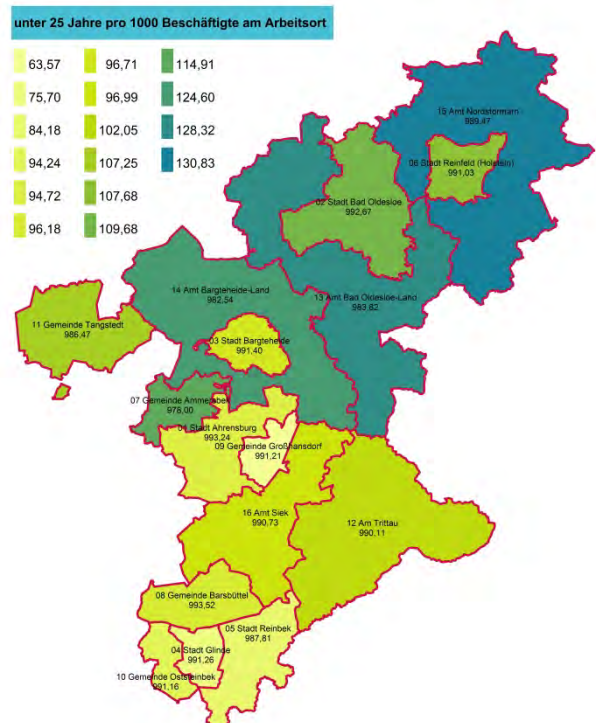 unter 25 Jahre pro 1000 Beschäftigte am Arbeitsort
63,57
75,70
84,18
94,24
94,72
96,18
96,71
96,99
102,05
107,25
107,68
109,68
114,91
124,60
128,32
130,83
15 Amt Nordstormarn
989,47
06 Stadt Reinfeld (Holstein)
991,03
02 Stadt Bad Oldesloe
992,67
14 Amt Bargteheide-Land
982,54
13 Amt Bad Oldesloe-Land
983,82
11 Gemeinde Tangstedt
986,47
03 Stadt Bargteheide
991,40
07 Gemeinde Ammersbek
978,00
01 Stadt Ahrensburg
993,24
09 Gemeinde Großhansdorf
991,21
16 Amt Siek
990,73
12 Am Trittau
990,11
08 Gemeinde Barsbüttel
993,52
05 Stadt Reinbek
987,81
04 Stadt Glinde
991,26
10 Gemeinde Oststeinbek
991,16